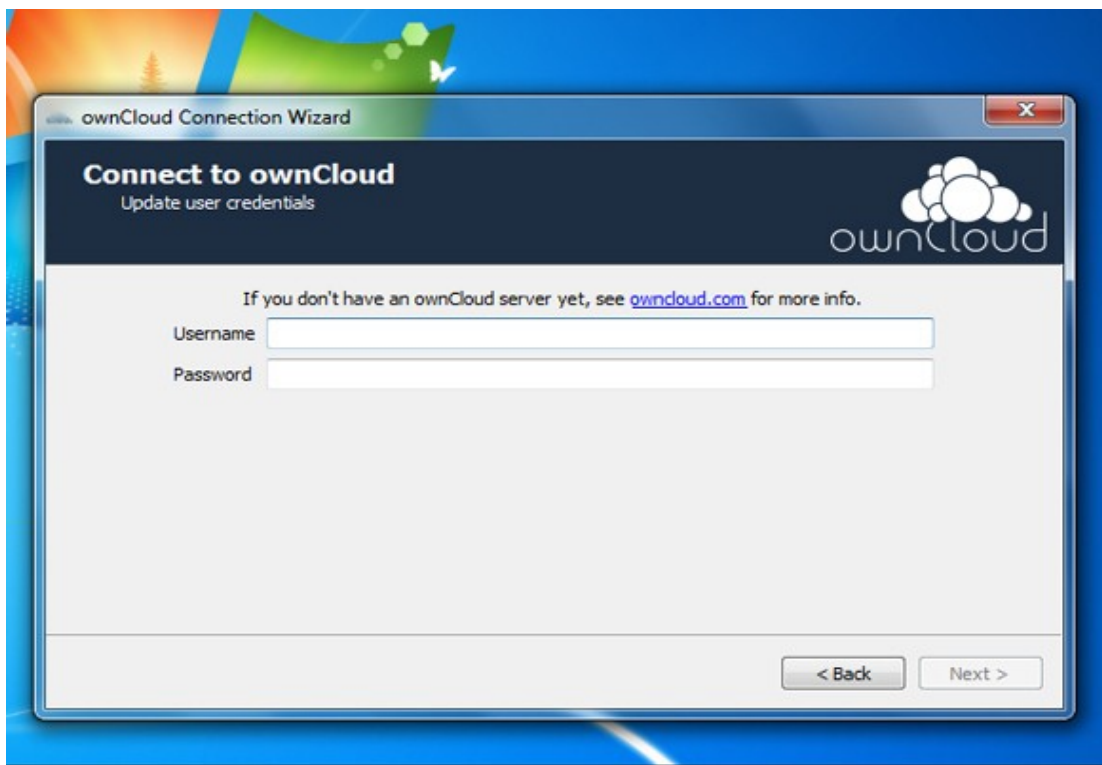 ownCloud Connection Wizard
Connect to ownCloud
Update user credentials
ownCloud
If you don't have an ownCloud server yet, see owncloud.com for more info.
Username
Password
< Back
Next >